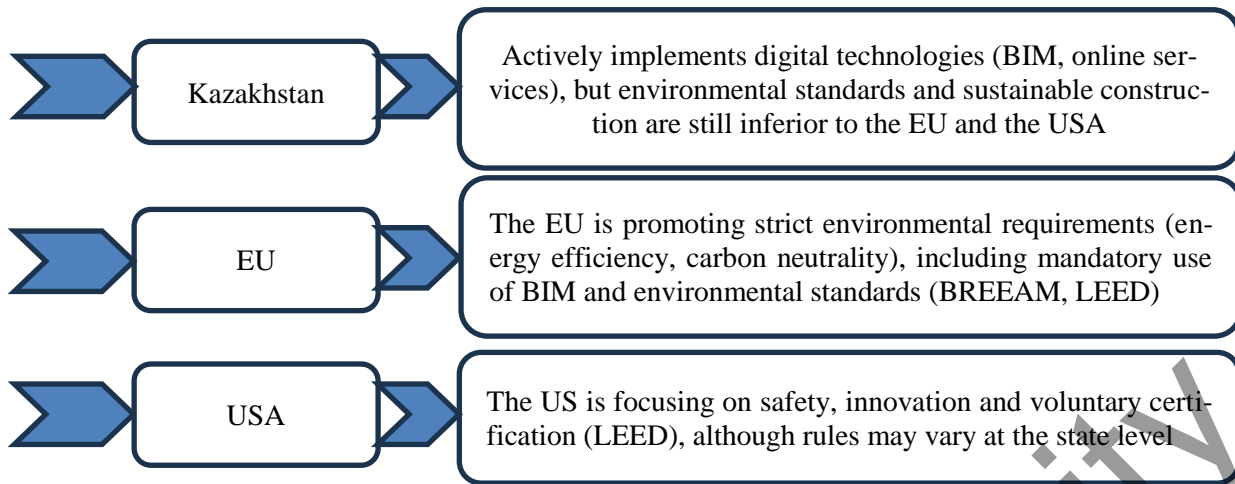 Kazakhstan
Actively implements digital technologies (BIM, online ser-
vices), but environmental standards and sustainable construc-
tion are still inferior to the EU and the USA
EU
The EU is promoting strict environmental requirements (en-
ergy efficiency, carbon neutrality), including mandatory use
of BIM and environmental standards (BREEAM, LEED)
USA
The US is focusing on safety, innovation and voluntary certi-
fication (LEED), although rules may vary at the state level